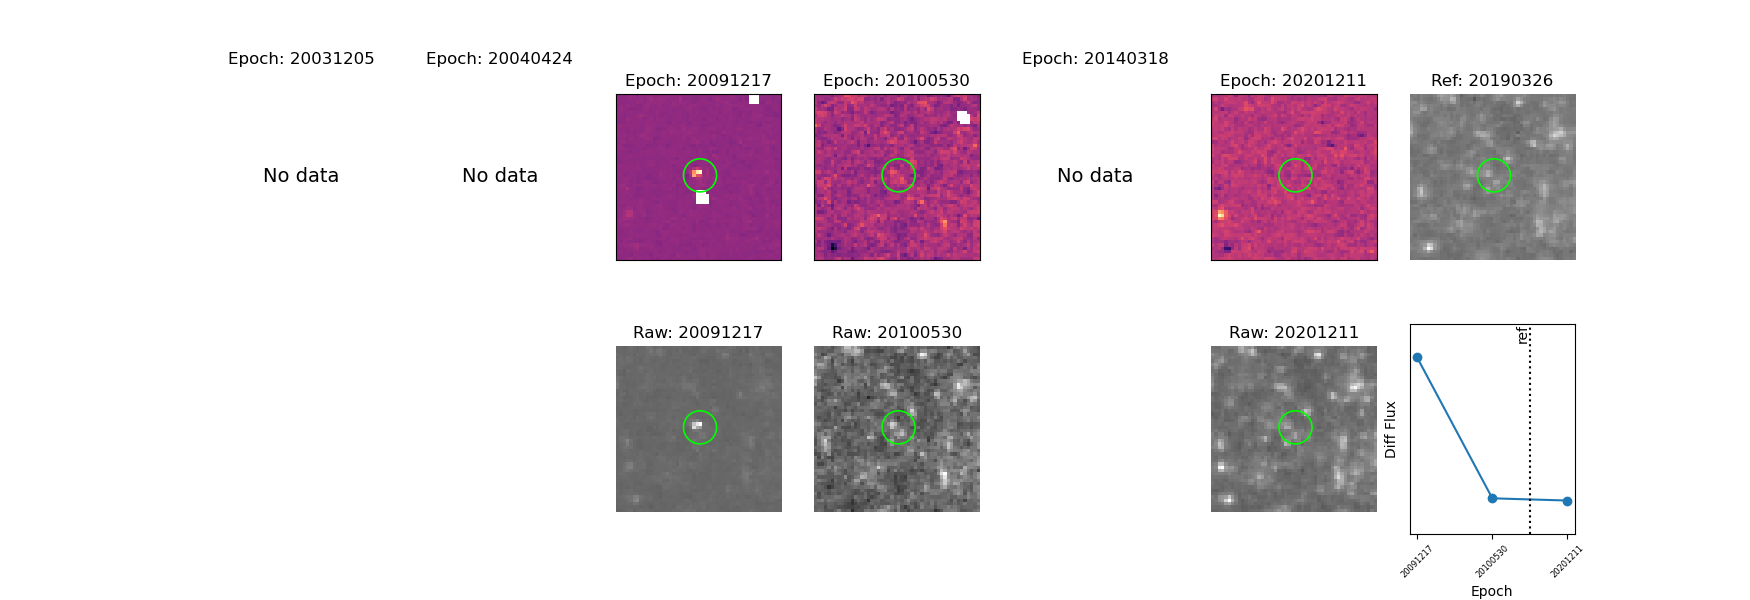 Epoch: 20031205
Epoch: 20040424
Epoch: 20140318
Epoch: 20091217
Epoch: 20100530
Epoch: 20201211
Ref: 20190326
No data
No data
No data
Raw: 20091217
Raw: 20100530
Raw: 20201211
ref
Diff Flux
20091217
20100530
20201211
Epoch